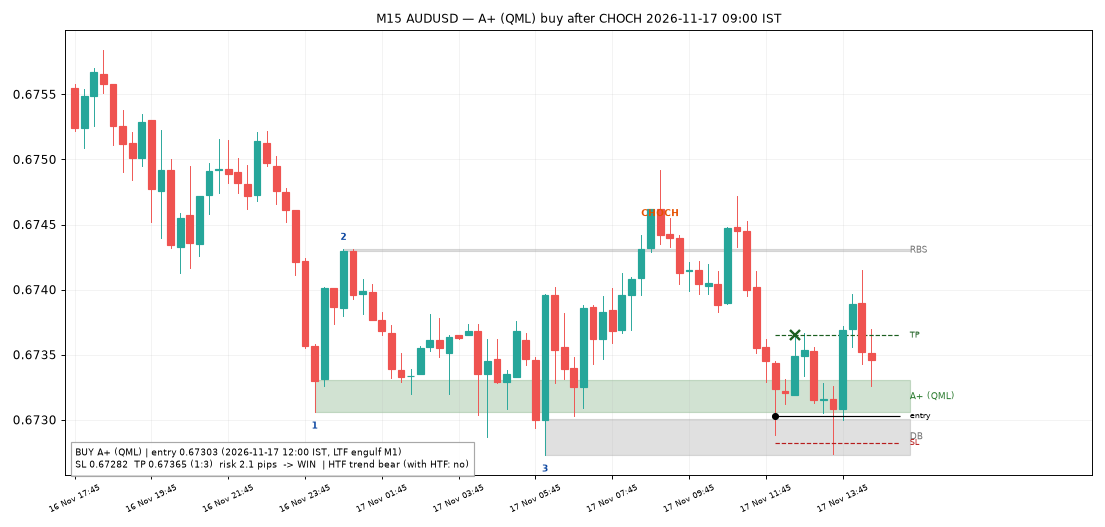 M15 AUDUSD — A+ (QML) buy after CHOCH 2026-11-17 09:00 IST
0.6755
0.6750
0.6745
0.6740
0.6735
0.6730
2
CHOCH
RBS
TP
A+ (QML)
entry
DB
SL
1
3
BUY A+ (QML) | entry 0.67303 (2026-11-17 12:00 IST, LTF engulf M1)
SL 0.67282  TP 0.67365 (1:3)  risk 2.1 pips  -> WIN  | HTF trend bear (with HTF: no)
16 Nov 17:45
16 Nov 19:45
16 Nov 21:45
16 Nov 23:45
17 Nov 01:45
17 Nov 03:45
17 Nov 05:45
17 Nov 07:45
17 Nov 09:45
17 Nov 11:45
17 Nov 13:45